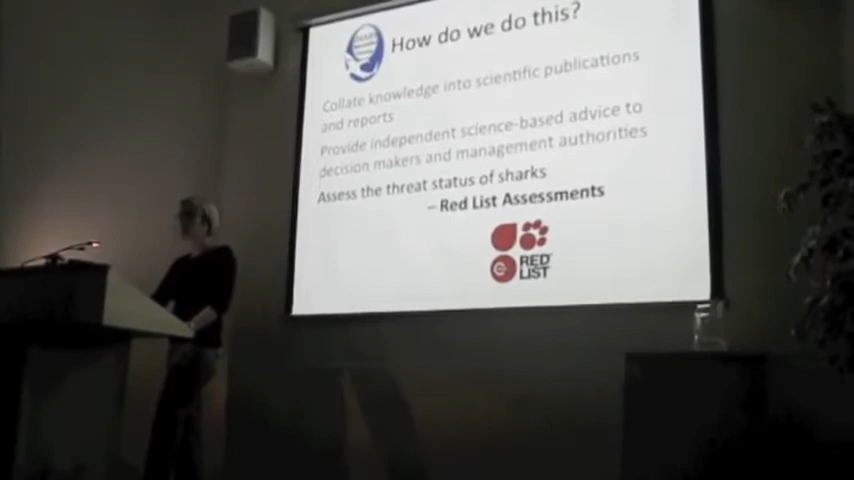 How do we do this?
Collate knowledge into scientific publications
and reports
Provide independent science-based advice to
decision makers and management authorities
Assess the threat status of sharks
– Red List Assessments
RED
LIST